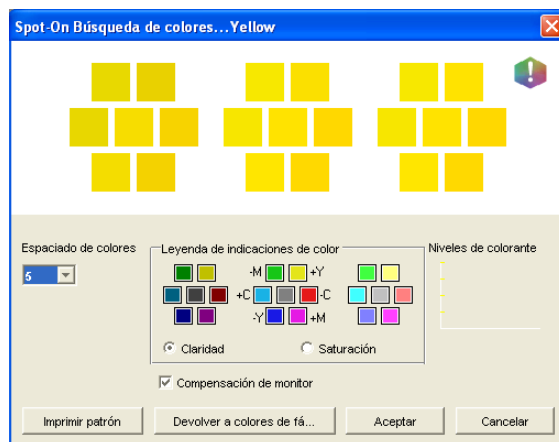 Spot-On Búsqueda de colores...Yellow
Espaciado de colores
5
Leyenda de indicaciones de color
-M +Y
+C -C
-Y +M
Claridad Saturación
Niveles de colorante
Compensación de monitor
Imprimir patrón Devolver a colores de fá... Aceptar Cancelar